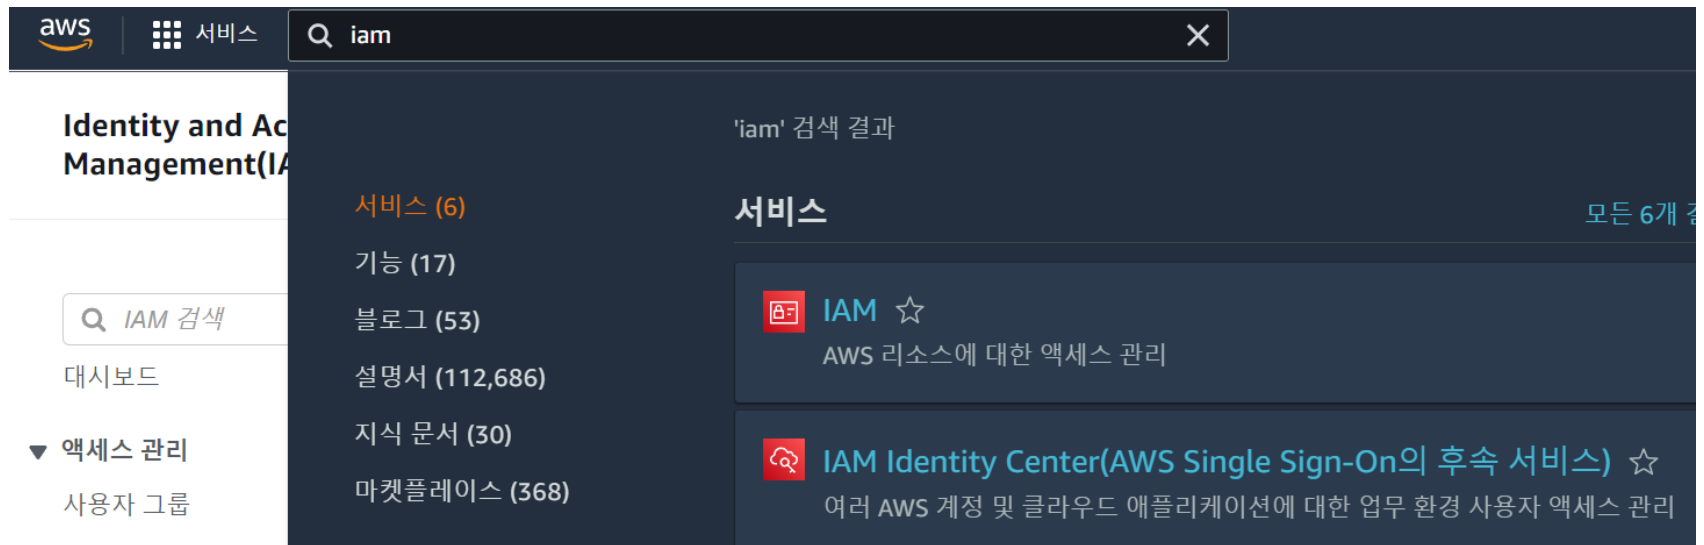 aws
서비스
iam
Identity and Ac
Management(IA
IAM 검색
대시보드
액세스 관리
사용자 그룹
'iam' 검색 결과
서비스 (6)
기능 (17)
블로그 (53)
설명서 (112,686)
지식 문서 (30)
마켓플레이스 (368)
서비스
모든 6개
IAM
AWS 리소스에 대한 액세스 관리
IAM Identity Center(AWS Single Sign-On의 후속 서비스)
여러 AWS 계정 및 클라우드 애플리케이션에 대한 업무 환경 사용자 액세스 관리